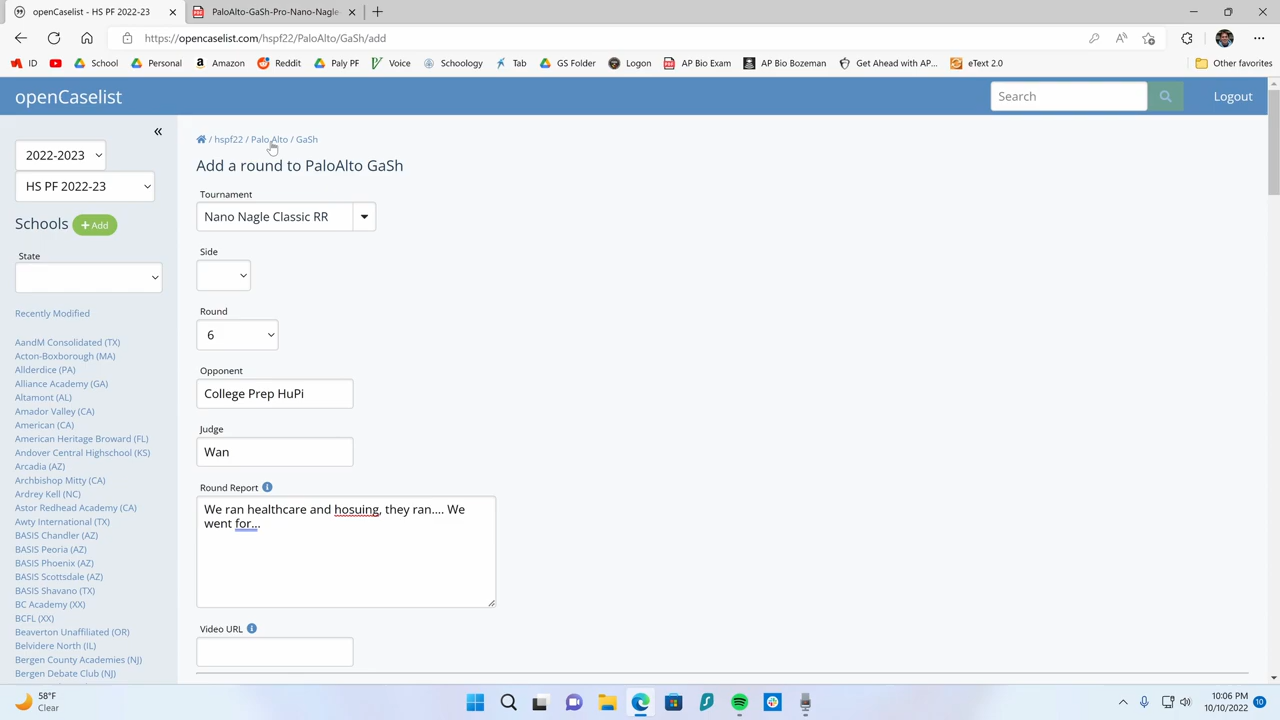 openCaselist - HS PF 2022-23
PaloAlto-GaSh-Pro-Nano-Nagle-
https://opencaselist.com/hspf22/PaloAlto/GaSh/add
ID
School
Personal
Amazon
Reddit
Paly PF
Voice
Schoology
Tab
GS Folder
Logon
AP Bio Exam
AP Bio Bozeman
Get Ahead with AP...
eText 2.0
Other favorites
openCaselist
Search
Logout
2022-2023
HS PF 2022-23
Schools
+ Add
State
Recently Modified
AandM Consolidated (TX)
Acton-Boxborough (MA)
Allderdice (PA)
Alliance Academy (GA)
Altamont (AL)
Amador Valley (CA)
American (CA)
American Heritage Broward (FL)
Andover Central Highschool (KS)
Arcadia (AZ)
Archbishop Mitty (CA)
Ardrey Kell (NC)
Astor Redhead Academy (CA)
Awty International (TX)
BASIS Chandler (AZ)
BASIS Peoria (AZ)
BASIS Phoenix (AZ)
BASIS Scottsdale (AZ)
BASIS Shavano (TX)
BC Academy (XX)
BCFL (XX)
Beaverton Unaffiliated (OR)
Belvidere North (IL)
Bergen County Academies (NJ)
Bergen Debate Club (NJ)
/ hspf22 / Palo Alto / GaSh
Add a round to PaloAlto GaSh
Tournament
Nano Nagle Classic RR
Side
Round
6
Opponent
College Prep HuPi
Judge
Wan
Round Report
We ran healthcare and hosuing, they ran.... We
went for...
Video URL
58°F
Clear
10:06 PM
10/10/2022
10